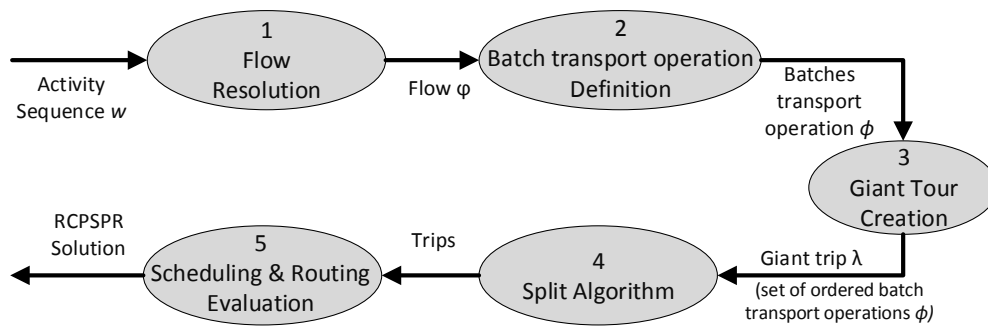 1
Flow
Resolution
Activity
Sequence w
Flow φ
2
Batch transport operation
Definition
Batches
transport
operation ϕ
3
Giant Tour
Creation
Giant trip λ
(set of ordered batch
transport operations ϕ)
4
Split Algorithm
Trips
5
Scheduling & Routing
Evaluation
RCPSPR
Solution